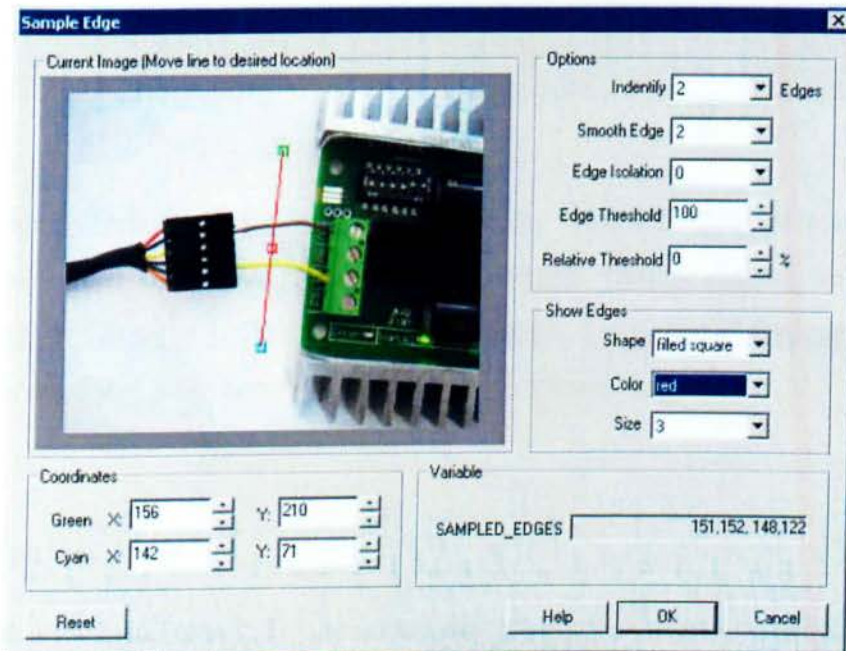 Sample Edge
Current Image (Move line to desired location)
Options
Indentify 2 Edges
Smooth Edge 2
Edge Isolation 0
Edge Threshold 100
Relative Threshold 0 %
Show Edges
Shape filled square
Color red
Size 3
Coordinates
Green X: 156 Y: 210
Cyan X: 142 Y: 71
Variable
SAMPLED_EDGES 151,152,148,122
Reset Help OK Cancel